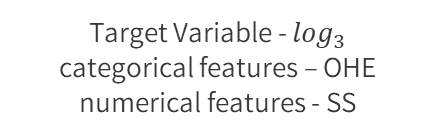 Target Variable - log₃
categorical features – OHE
numerical features - SS